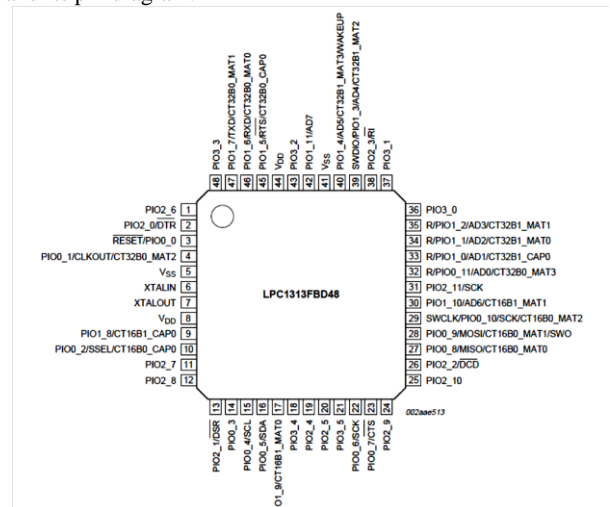 PIO3_3
PIO1_7/TXD/CT32B0_MAT1
PIO1_6/RXD/CT32B0_MAT0
PIO1_5/RTS/CT32B0_CAP0
VDD
PIO3_2
PIO1_11/AD7
VSS
PIO1_4/AD5/CT32B1_MAT3/WAKEUP
SWDIO/PIO1_3/AD4/CT32B1_MAT2
PIO2_3/RI
PIO3_1
48 47 46 45 44 43 42 41 40 39 38 37
PIO2_6 1
PIO2_0/DTR 2
RESET/PIO0_0 3
PIO0_1/CLKOUT/CT32B0_MAT2 4
VSS 5
XTALIN 6
XTALOUT 7
VDD 8
PIO1_8/CT16B1_CAP0 9
PIO0_2/SSEL/CT16B0_CAP0 10
PIO2_7 11
PIO2_8 12
LPC1313FBD48
36 PIO3_0
35 R/PIO1_2/AD3/CT32B1_MAT1
34 R/PIO1_1/AD2/CT32B1_MAT0
33 R/PIO1_0/AD1/CT32B1_CAP0
32 R/PIO0_11/AD0/CT32B0_MAT3
31 PIO2_11/SCK
30 PIO1_10/AD6/CT16B1_MAT1
29 SWCLK/PIO0_10/SCK/CT16B0_MAT2
28 PIO0_9/MOSI/CT16B0_MAT1/SWO
27 PIO0_8/MISO/CT16B0_MAT0
26 PIO2_2/DCD
25 PIO2_10
13 14 15 16 17 18 19 20 21 22 23 24
PIO2_1/DSR
PIO0_3
PIO0_4/SCL
PIO0_5/SDA
O1_9/CT16B1_MAT0
PIO3_4
PIO2_4
PIO2_5
PIO3_5
PIO0_6/SCK
PIO0_7/CTS
PIO2_9
002aae513